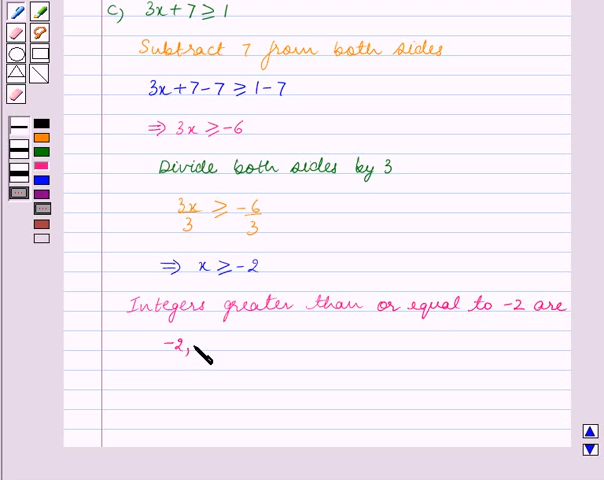 c) 3x + 7 ≥ 1
Subtract 7 from both sides
3x + 7 - 7 ≥ 1 - 7
⇒ 3x ≥ -6
Divide both sides by 3
3x/3 ≥ -6/3
⇒ x ≥ -2
Integers greater than or equal to -2 are
-2,